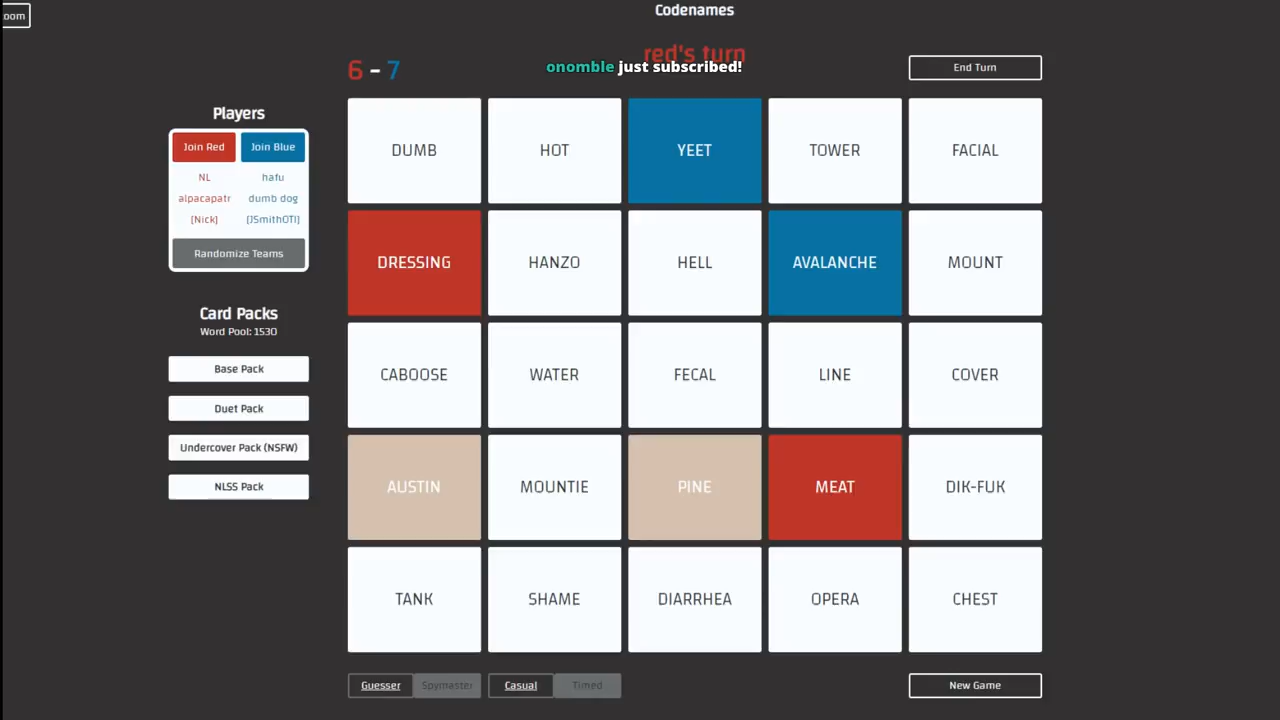 oom
Codenames
6 - 7
red's turn
onomble just subscribed!
End Turn
Players
Join Red Join Blue
NL hafu
alpacapatr dumb dog
[Nick] [JSmithOTI]
Randomize Teams
Card Packs
Word Pool: 1530
Base Pack
Duet Pack
Undercover Pack (NSFW)
NLSS Pack
DUMB HOT YEET TOWER FACIAL
DRESSING HANZO HELL AVALANCHE MOUNT
CABOOSE WATER FECAL LINE COVER
AUSTIN MOUNTIE PINE MEAT DIK-FUK
TANK SHAME DIARRHEA OPERA CHEST
Guesser Spymaster Casual Timed
New Game